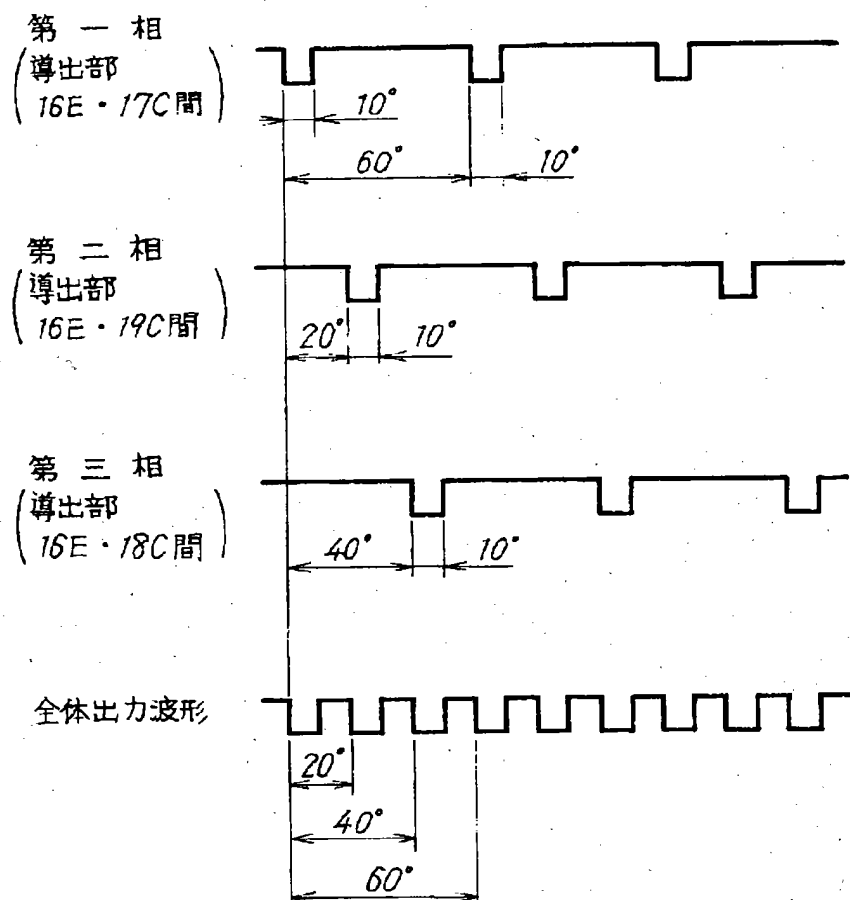 第一相
(導出部
16E・17C間)
10°
60°
10°
第二相
(導出部
16E・19C間)
20°
10°
第三相
(導出部
16E・18C間)
40°
10°
全体出力波形
20°
40°
60°